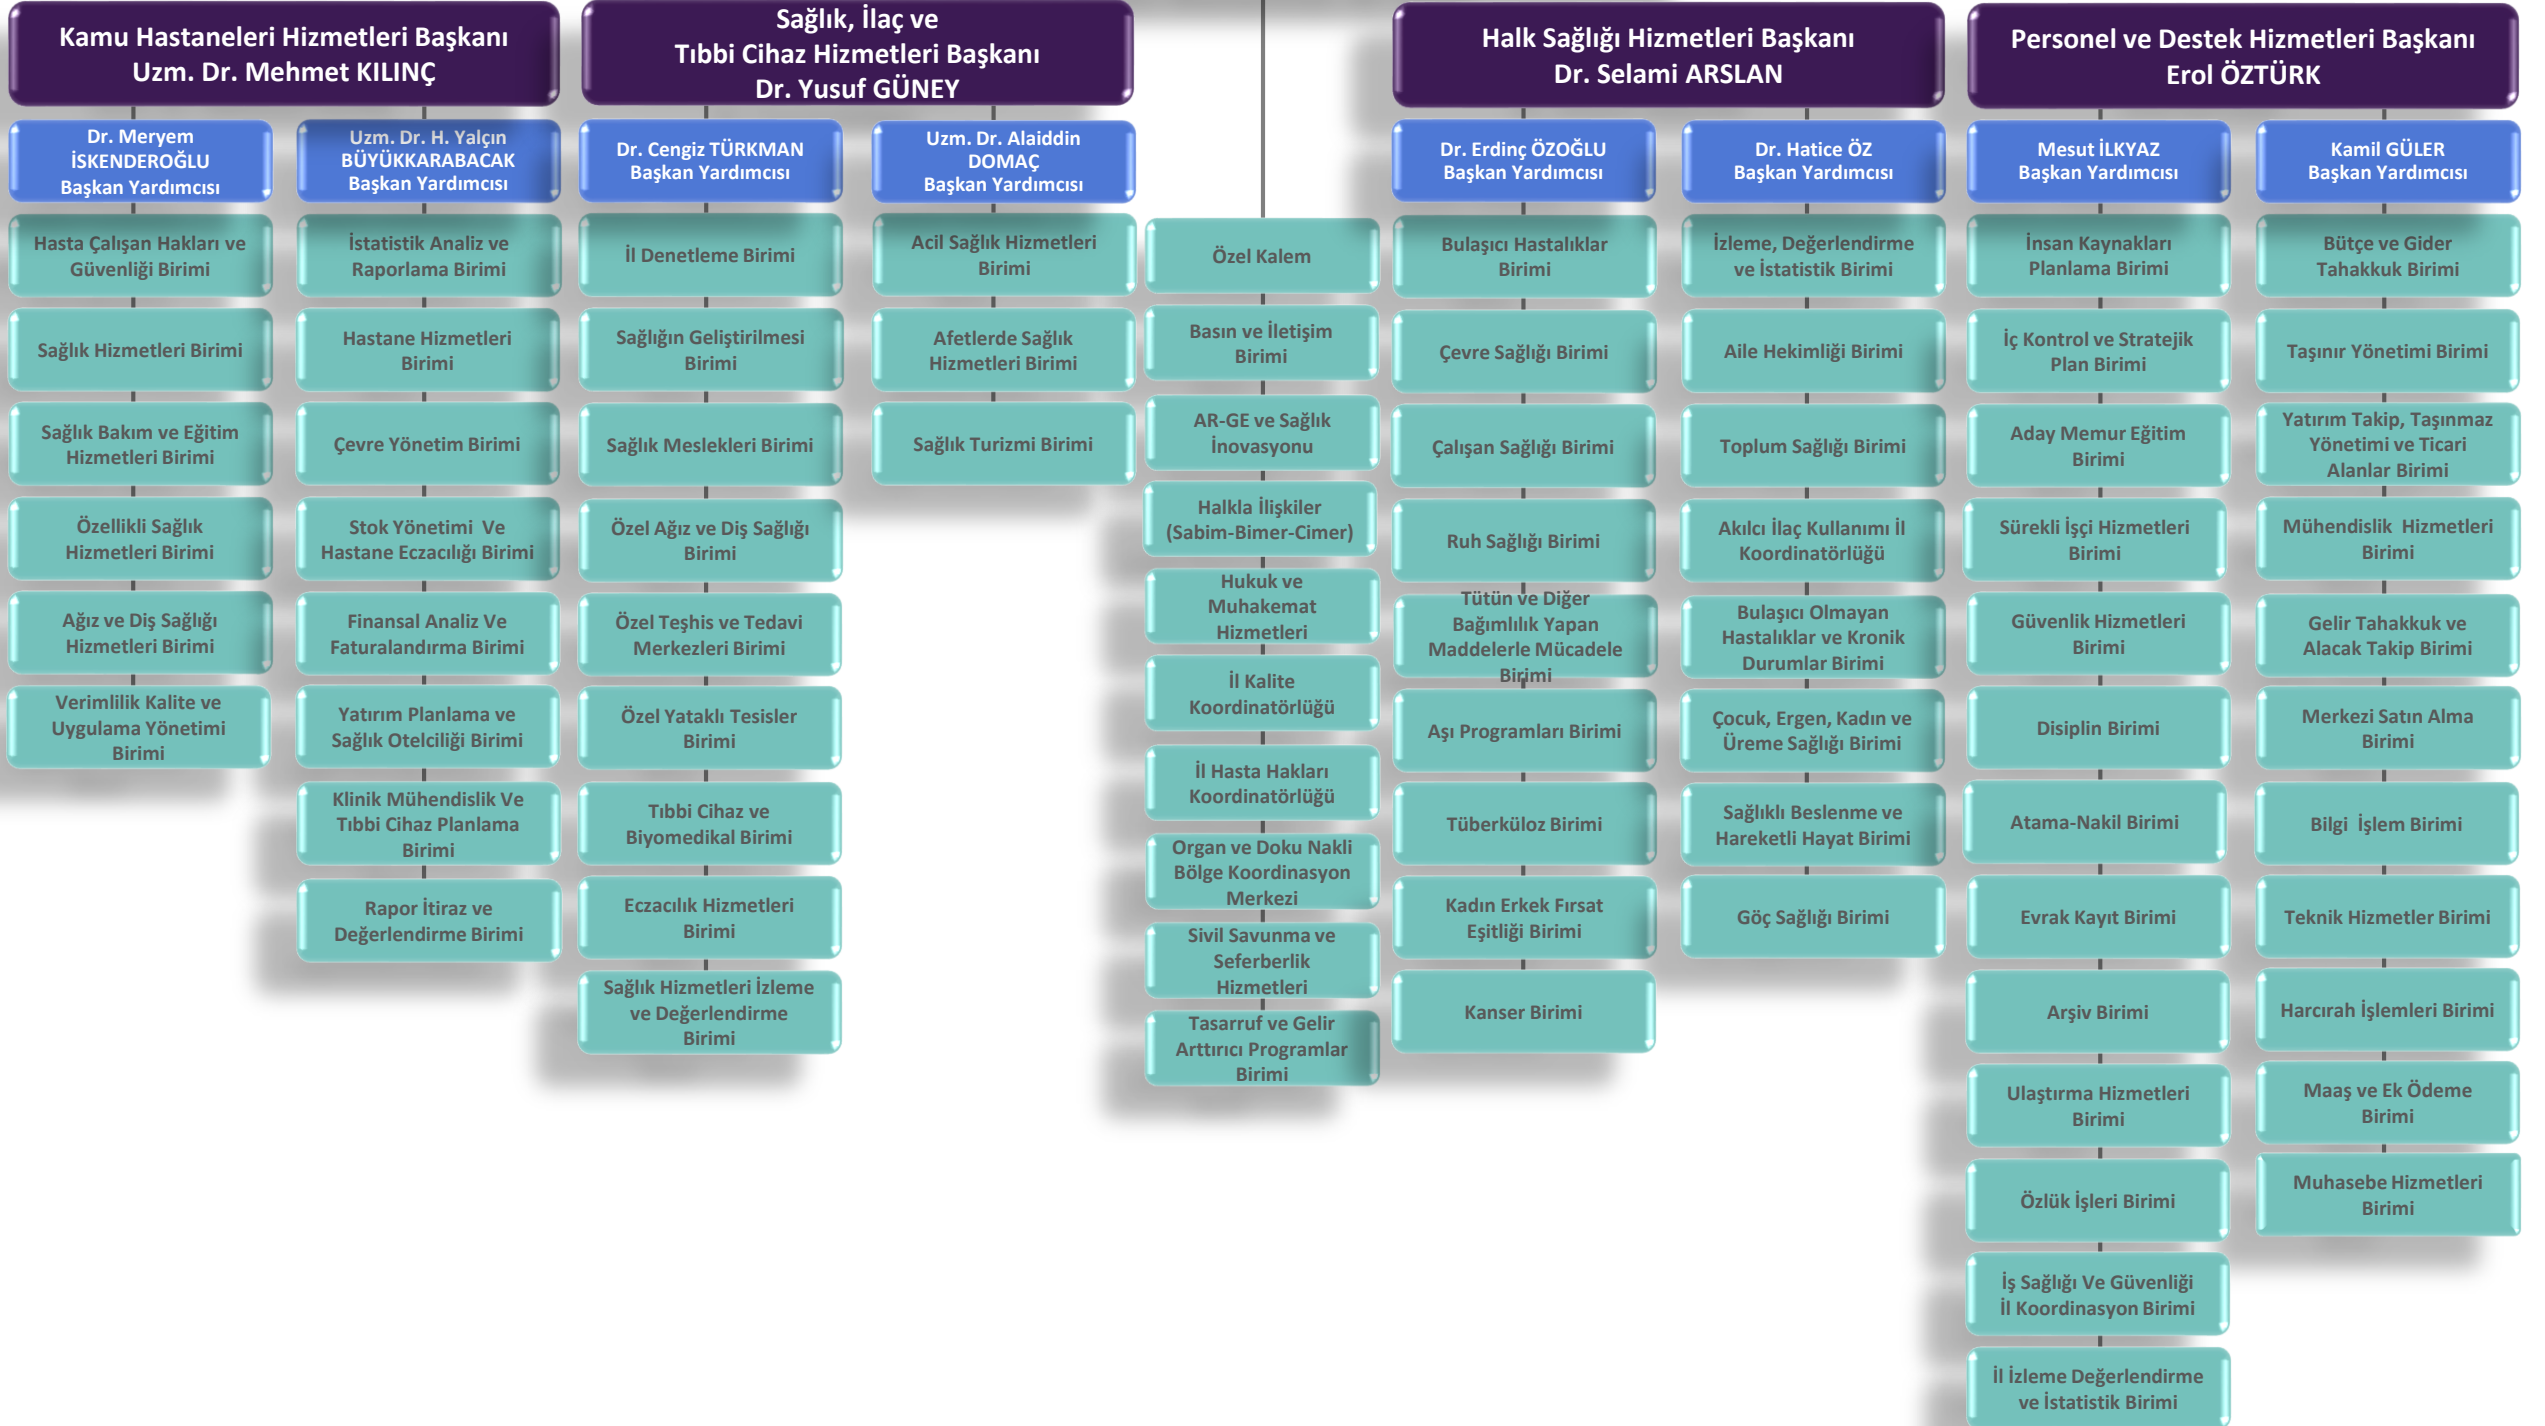 Kamu Hastaneleri Hizmetleri Başkanı
Uzm. Dr. Mehmet KILINÇ
Dr. Meryem
İSKENDEROĞLU
Başkan Yardımcısı
Hasta Çalışan Hakları ve
Güvenliği Birimi
Sağlık Hizmetleri Birimi
Sağlık Bakım ve Eğitim
Hizmetleri Birimi
Özellikli Sağlık
Hizmetleri Birimi
Ağız ve Diş Sağlığı
Hizmetleri Birimi
Verimlilik Kalite ve
Uygulama Yönetimi
Birimi
Uzm. Dr. H. Yalçın
BÜYÜKKARABACAK
Başkan Yardımcısı
İstatistik Analiz ve
Raporlama Birimi
Hastane Hizmetleri
Birimi
Çevre Yönetim Birimi
Stok Yönetimi Ve
Hastane Eczacılığı Birimi
Finansal Analiz Ve
Faturalandırma Birimi
Yatırım Planlama ve
Sağlık Otelciliği Birimi
Klinik Mühendislik Ve
Tıbbi Cihaz Planlama
Birimi
Rapor İtiraz ve
Değerlendirme Birimi
Sağlık, İlaç ve
Tıbbi Cihaz Hizmetleri Başkanı
Dr. Yusuf GÜNEY
Dr. Cengiz TÜRKMAN
Başkan Yardımcısı
İl Denetleme Birimi
Sağlığın Geliştirilmesi
Birimi
Sağlık Meslekleri Birimi
Özel Ağız ve Diş Sağlığı
Birimi
Özel Teşhis ve Tedavi
Merkezleri Birimi
Özel Yataklı Tesisler
Birimi
Tıbbi Cihaz ve
Biyomedikal Birimi
Eczacılık Hizmetleri
Birimi
Sağlık Hizmetleri İzleme
ve Değerlendirme
Birimi
Uzm. Dr. Alaiddin
DOMAÇ
Başkan Yardımcısı
Acil Sağlık Hizmetleri
Birimi
Afetlerde Sağlık
Hizmetleri Birimi
Sağlık Turizmi Birimi
Özel Kalem
Basın ve İletişim
Birimi
AR-GE ve Sağlık
İnovasyonu
Halkla İlişkiler
(Sabim-Bimer-Cimer)
Hukuk ve
Muhakemat
Hizmetleri
İl Kalite
Koordinatörlüğü
İl Hasta Hakları
Koordinatörlüğü
Organ ve Doku Nakli
Bölge Koordinasyon
Merkezi
Sivil Savunma ve
Seferberlik
Hizmetleri
Tasarruf ve Gelir
Arttırıcı Programlar
Birimi
Halk Sağlığı Hizmetleri Başkanı
Dr. Selami ARSLAN
Dr. Erdinç ÖZOĞLU
Başkan Yardımcısı
Bulaşıcı Hastalıklar
Birimi
Çevre Sağlığı Birimi
Çalışan Sağlığı Birimi
Ruh Sağlığı Birimi
Tütün ve Diğer
Bağımlılık Yapan
Maddelerle Mücadele
Birimi
Aşı Programları Birimi
Tüberküloz Birimi
Kadın Erkek Fırsat
Eşitliği Birimi
Kanser Birimi
Dr. Hatice ÖZ
Başkan Yardımcısı
İzleme, Değerlendirme
ve İstatistik Birimi
Aile Hekimliği Birimi
Toplum Sağlığı Birimi
Akılcı İlaç Kullanımı İl
Koordinatörlüğü
Bulaşıcı Olmayan
Hastalıklar ve Kronik
Durumlar Birimi
Çocuk, Ergen, Kadın ve
Üreme Sağlığı Birimi
Sağlıklı Beslenme ve
Hareketli Hayat Birimi
Göç Sağlığı Birimi
Personel ve Destek Hizmetleri Başkanı
Erol ÖZTÜRK
Mesut İLKYAZ
Başkan Yardımcısı
İnsan Kaynakları
Planlama Birimi
İç Kontrol ve Stratejik
Plan Birimi
Aday Memur Eğitim
Birimi
Sürekli İşçi Hizmetleri
Birimi
Güvenlik Hizmetleri
Birimi
Disiplin Birimi
Atama-Nakil Birimi
Evrak Kayıt Birimi
Arşiv Birimi
Ulaştırma Hizmetleri
Birimi
Özlük İşleri Birimi
İş Sağlığı Ve Güvenliği
İl Koordinasyon Birimi
İl İzleme Değerlendirme
ve İstatistik Birimi
Kamil GÜLER
Başkan Yardımcısı
Bütçe ve Gider
Tahakkuk Birimi
Taşınır Yönetimi Birimi
Yatırım Takip, Taşınmaz
Yönetimi ve Ticari
Alanlar Birimi
Mühendislik Hizmetleri
Birimi
Gelir Tahakkuk ve
Alacak Takip Birimi
Merkezi Satın Alma
Birimi
Bilgi İşlem Birimi
Teknik Hizmetler Birimi
Harcırah İşlemleri Birimi
Maaş ve Ek Ödeme
Birimi
Muhasebe Hizmetleri
Birimi